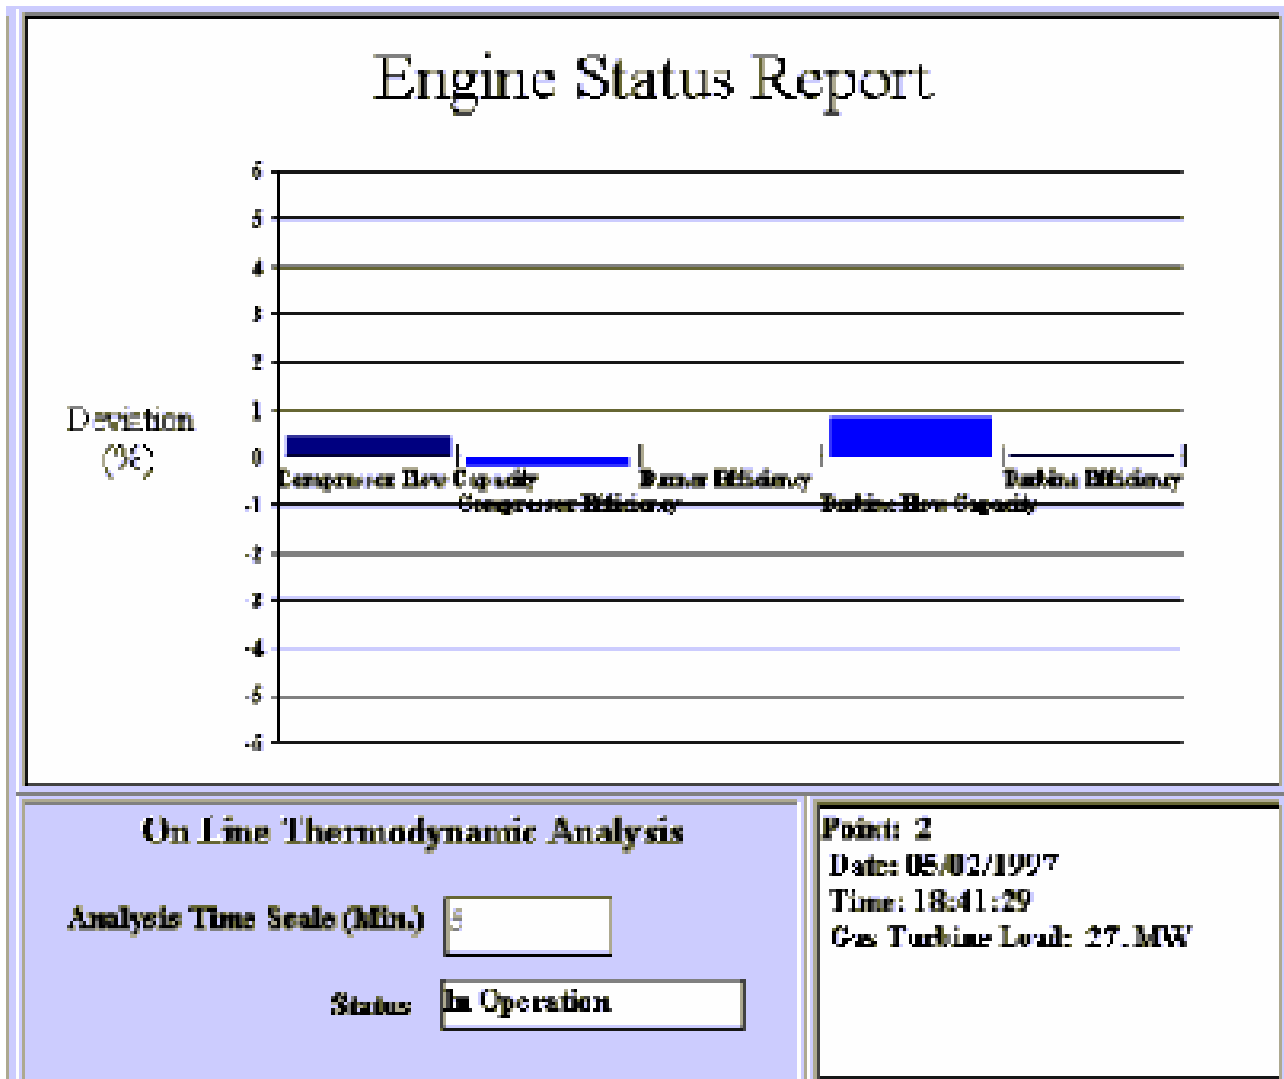 Engine Status Report
6
5
4
3
2
1
0
-1
-2
-3
-4
-5
-6
Deviation
(%)
Compressor Flow Capacity
Compressor Efficiency
Burner Efficiency
Turbine Flow Capacity
Turbine Efficiency
On Line Thermodynamic Analysis
Analysis Time Scale (Min.)
5
Status
In Operation
Point: 2
Date: 05/02/1997
Time: 18:41:29
Gas Turbine Load: 27.MW